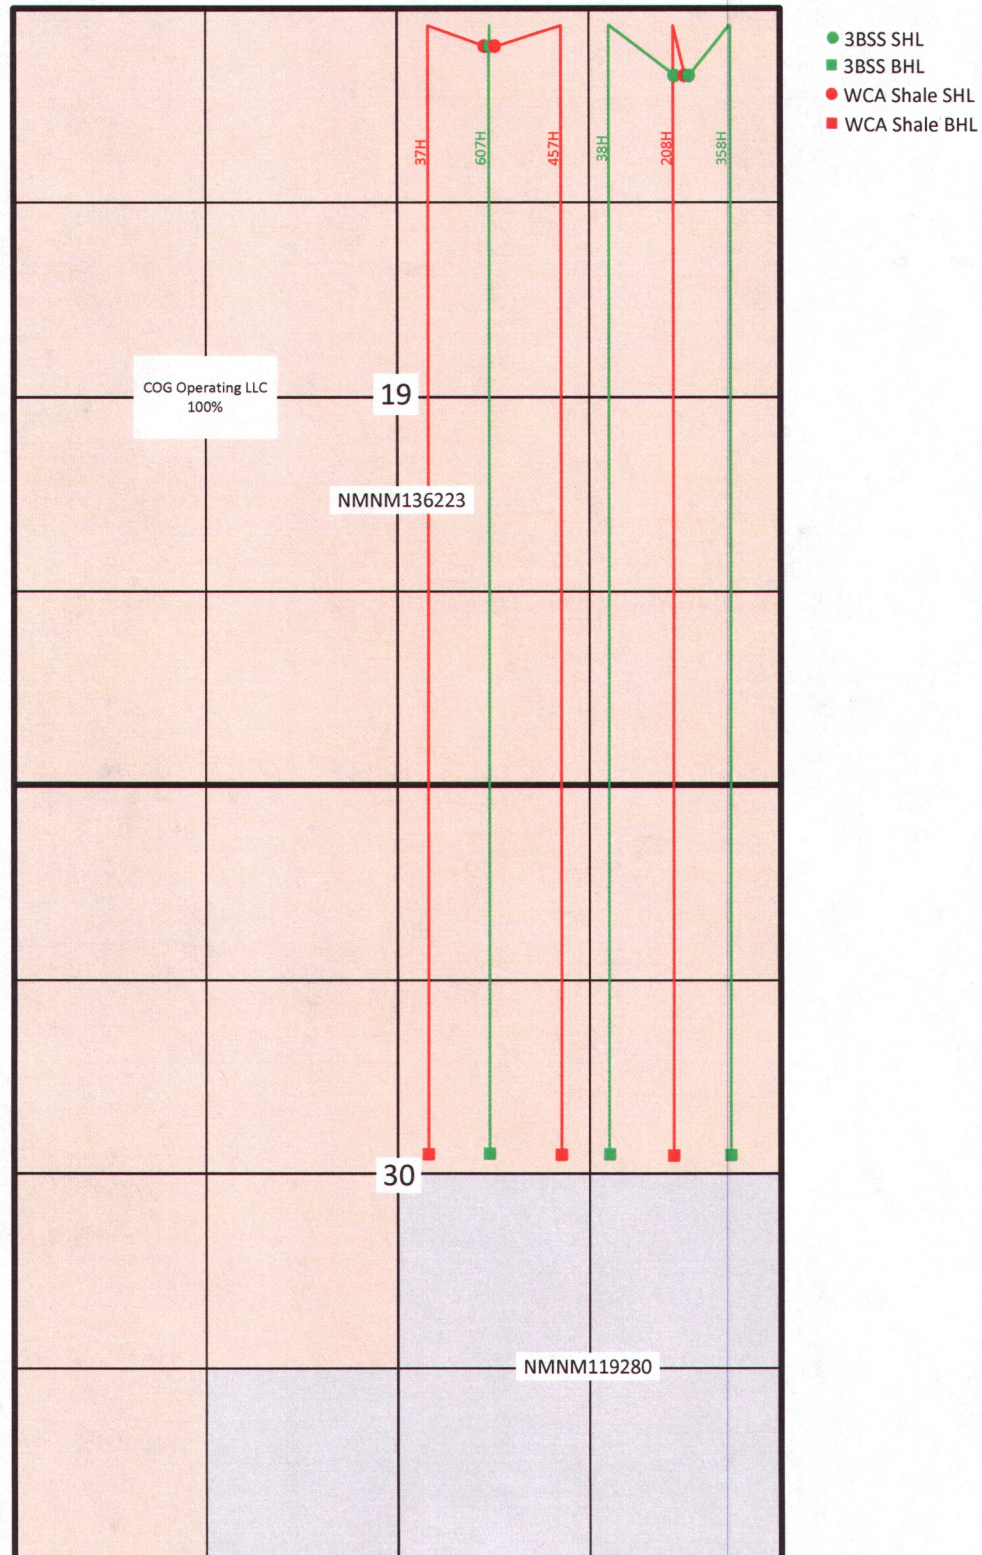 3BSS SHL
3BSS BHL
WCA Shale SHL
WCA Shale BHL
37H
607H
457H
38H
208H
358H
COG Operating LLC
100%
19
NMNM136223
30
NMNM119280